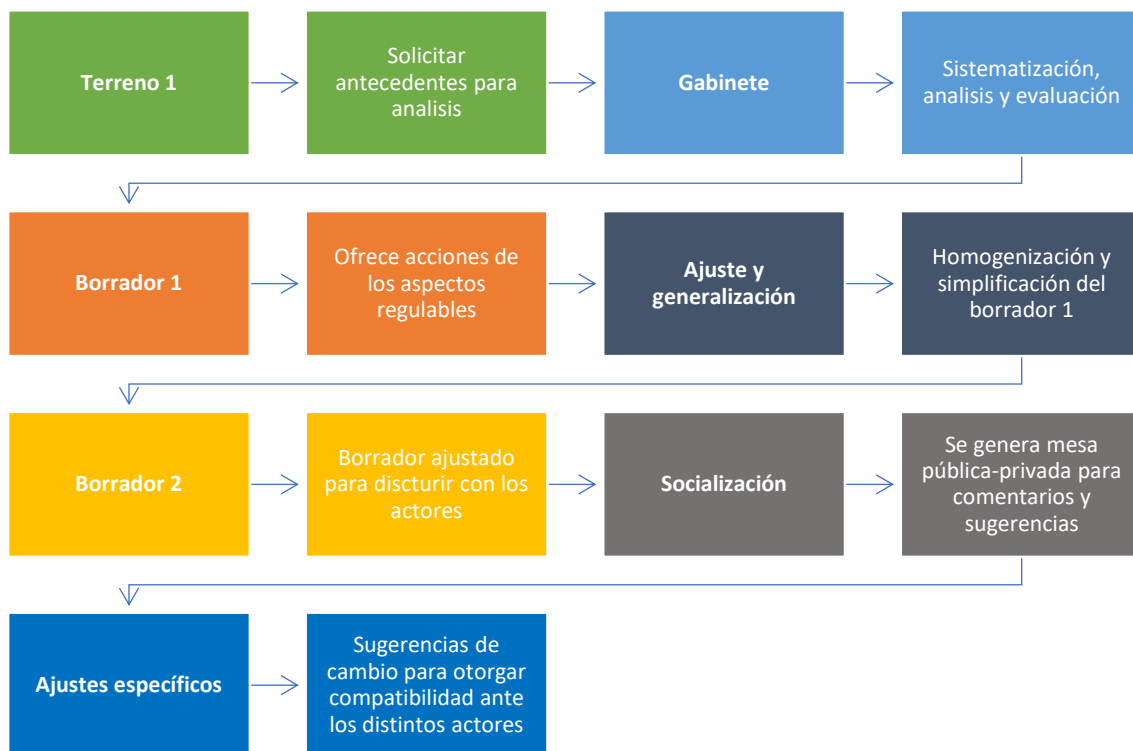 Terreno 1
Solicitar
antecedentes para
analisis
Gabinete
Sistematización,
analisis y evaluación
Borrador 1
Ofrece acciones de
los aspectos
regulables
Ajuste y
generalización
Homogenización y
simplificación del
borrador 1
Borrador 2
Borrador ajustado
para discturir con los
actores
Socialización
Se genera mesa
pública-privada para
comentarios y
sugerencias
Ajustes específicos
Sugerencias de
cambio para otorgar
compatibilidad ante
los distintos actores